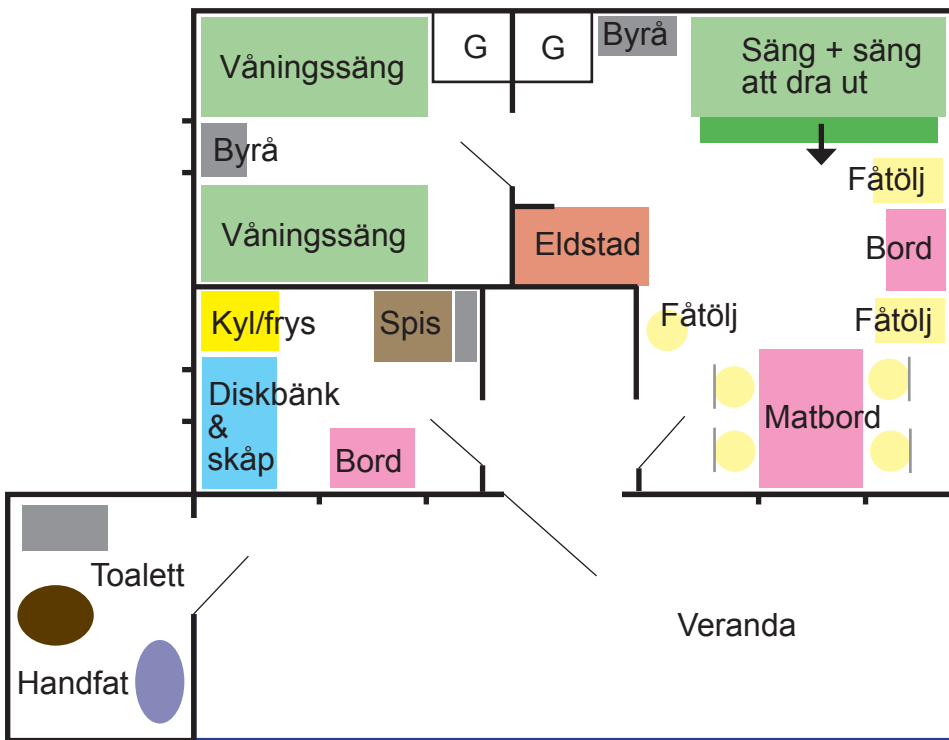 Våningssäng
G
G
Byrå
Säng + säng
att dra ut
Byrå
Fåtölj
Våningssäng
Eldstad
Bord
Kyl/frys
Spis
Fåtölj
Fåtölj
Diskbänk
&
skåp
Bord
Matbord
Toalett
Veranda
Handfat